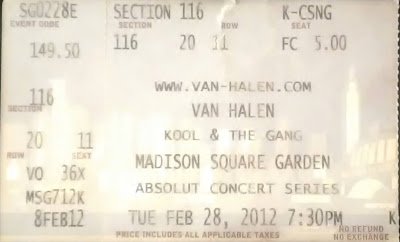 SG0228E SECTION 116 K-CSNG
EVENT CODE SECTION ROW SEAT
149.50 116 20 11 FC 5.00
116 WWW.VAN-HALEN.COM
SECTION VAN HALEN
20 11 KOOL & THE GANG
ROW SEAT MADISON SQUARE GARDEN
VO 36X ABSOLUT CONCERT SERIES
MSG712K
8FEB12 TUE FEB 28, 2012 7:30PM K
PRICE INCLUDES ALL APPLICABLE TAXES
NO REFUND
NO EXCHANGE